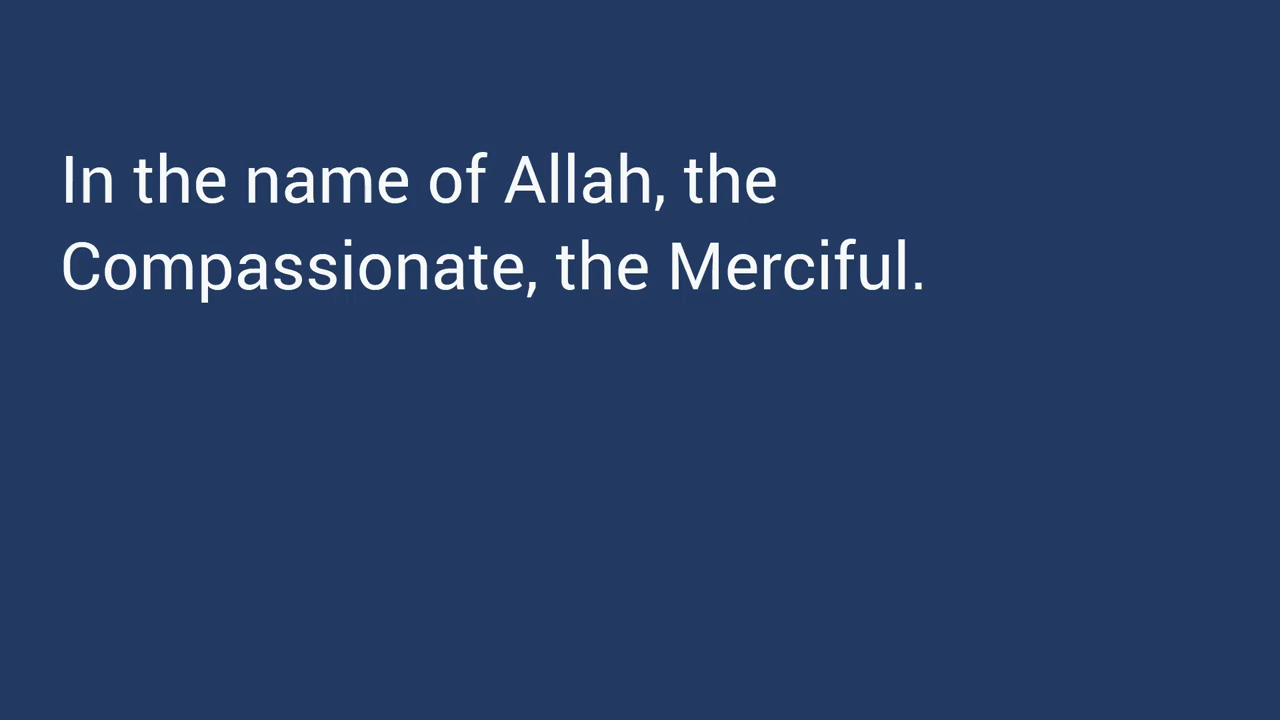 In the name of Allah, the
Compassionate, the Merciful.